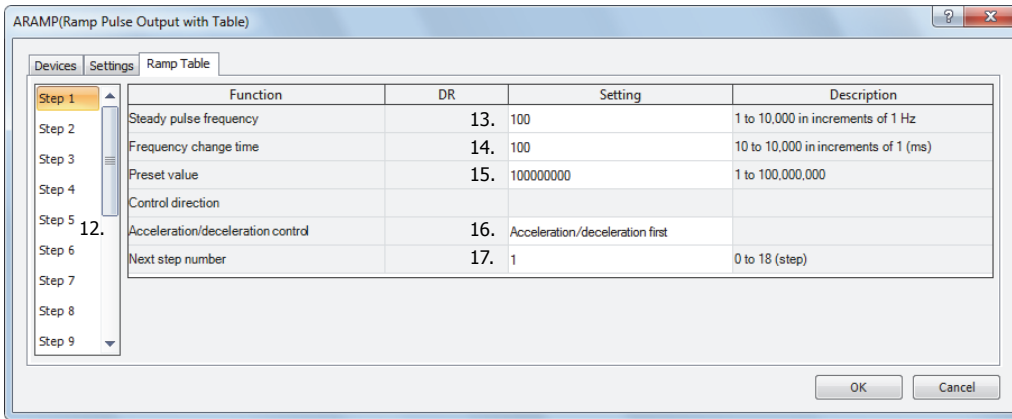 ARAMP(Ramp Pulse Output with Table)
Devices Settings Ramp Table
Function DR Setting Description
Step 1
Step 2
Step 3
Step 4
Step 5
Step 6
Step 7
Step 8
Step 9
12.
Steady pulse frequency 13. 100 1 to 10,000 in increments of 1 Hz
Frequency change time 14. 100 10 to 10,000 in increments of 1 (ms)
Preset value 15. 100000000 1 to 100,000,000
Control direction
Acceleration/deceleration control 16. Acceleration/deceleration first
Next step number 17. 1 0 to 18 (step)
OK Cancel